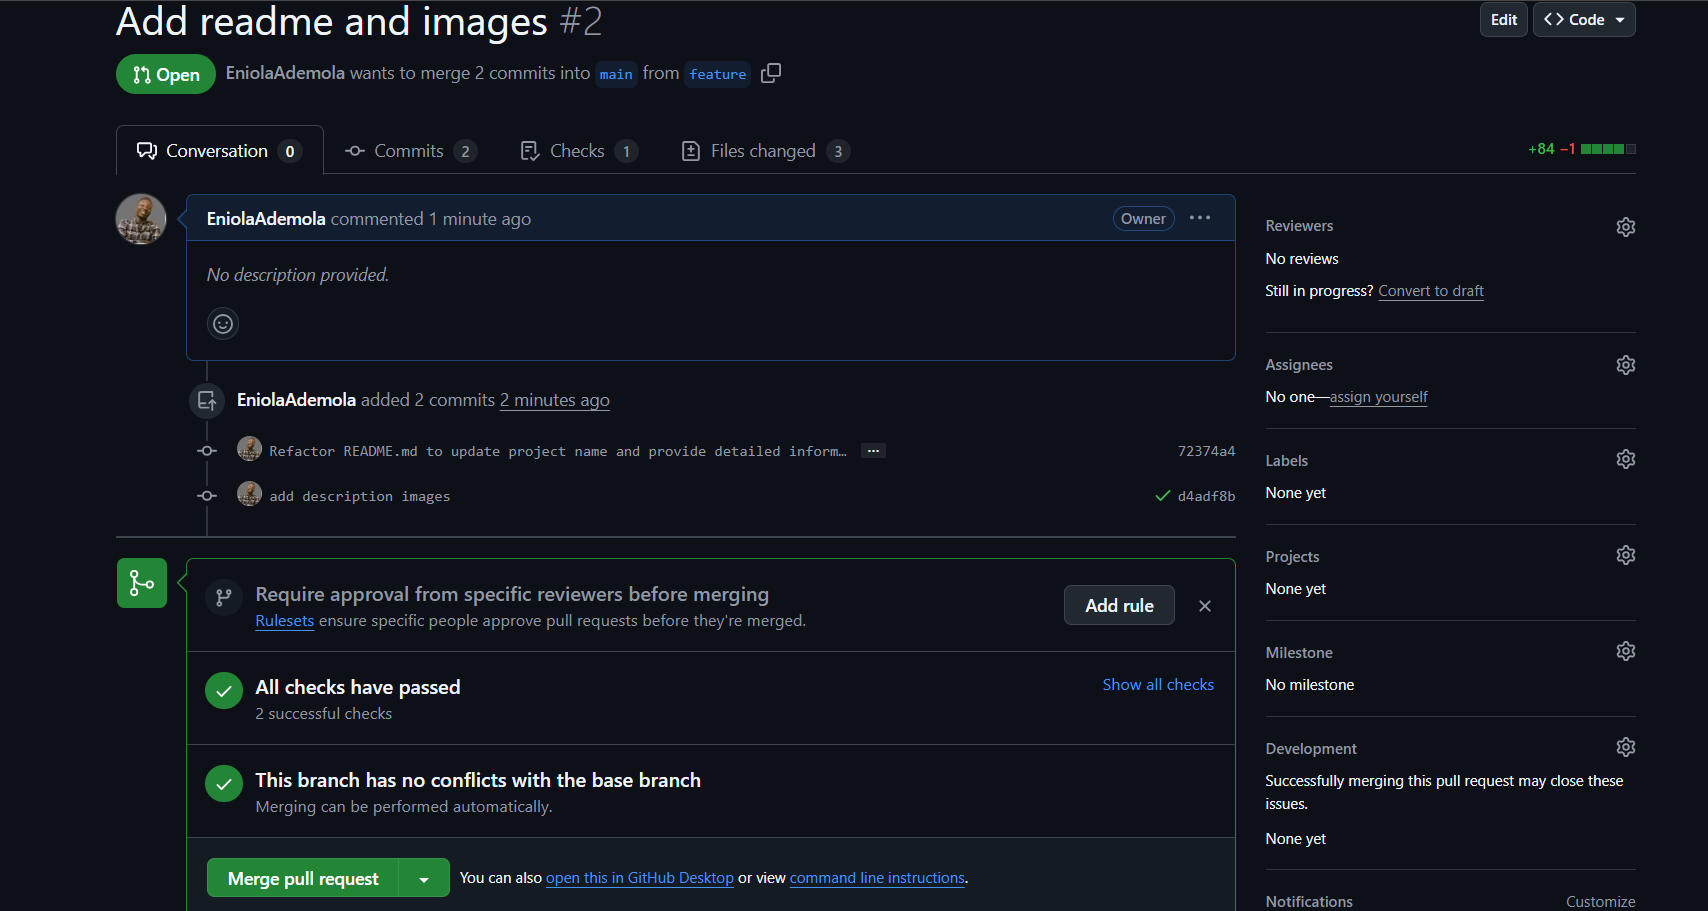 Add readme and images #2
Edit
<> Code
Open
EniolaAdemola wants to merge 2 commits into main from feature
Conversation 0
Commits 2
Checks 1
Files changed 3
+84 −1
EniolaAdemola commented 1 minute ago
Owner
No description provided.
EniolaAdemola added 2 commits 2 minutes ago
Refactor README.md to update project name and provide detailed inform… ...
72374a4
add description images
d4adf8b
Require approval from specific reviewers before merging
Rulesets ensure specific people approve pull requests before they're merged.
Add rule
All checks have passed
2 successful checks
Show all checks
This branch has no conflicts with the base branch
Merging can be performed automatically.
Merge pull request
You can also open this in GitHub Desktop or view command line instructions.
Reviewers
No reviews
Still in progress? Convert to draft
Assignees
No one—assign yourself
Labels
None yet
Projects
None yet
Milestone
No milestone
Development
Successfully merging this pull request may close these
issues.
None yet
Notifications
Customize